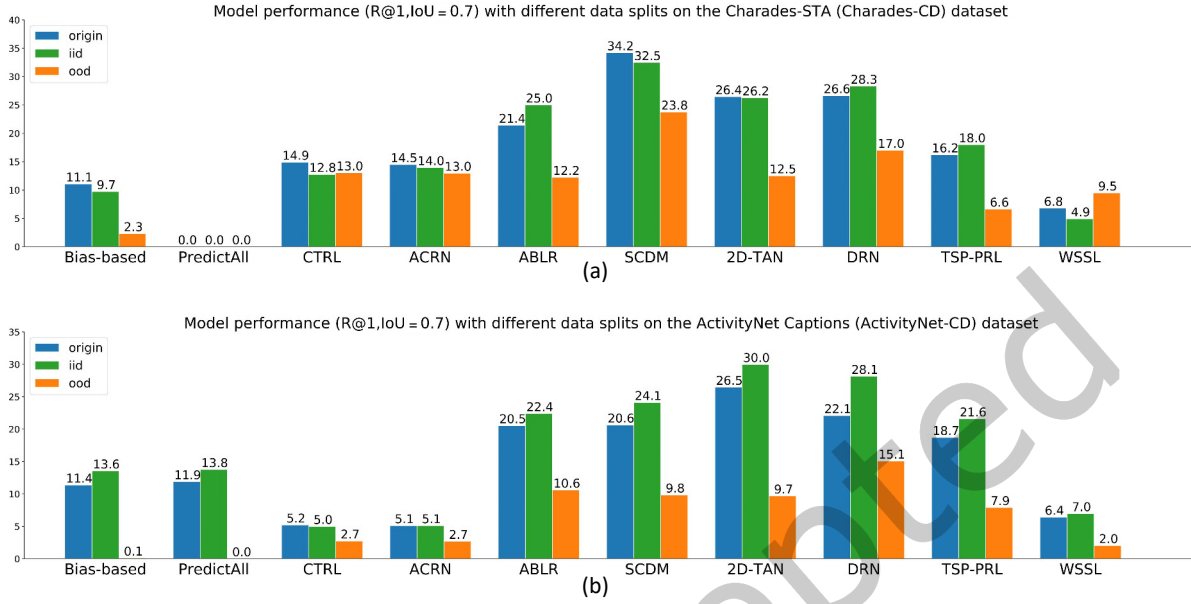 Model performance (R@1,IoU = 0.7) with different data splits on the Charades-STA (Charades-CD) dataset
40
35
30
25
20
15
10
5
0
origin
iid
ood
11.1 9.7 2.3
0.0 0.0 0.0
14.9 12.8 13.0
14.5 14.0 13.0
21.4 25.0 12.2
34.2 32.5 23.8
26.4 26.2 12.5
26.6 28.3 17.0
16.2 18.0 6.6
6.8 4.9 9.5
Bias-based PredictAll CTRL ACRN ABLR SCDM 2D-TAN DRN TSP-PRL WSSL
(a)
Model performance (R@1,IoU = 0.7) with different data splits on the ActivityNet Captions (ActivityNet-CD) dataset
35
30
25
20
15
10
5
0
origin
iid
ood
11.4 13.6 0.1
11.9 13.8 0.0
5.2 5.0 2.7
5.1 5.1 2.7
20.5 22.4 10.6
20.6 24.1 9.8
26.5 30.0 9.7
22.1 28.1 15.1
18.7 21.6 7.9
6.4 7.0 2.0
Bias-based PredictAll CTRL ACRN ABLR SCDM 2D-TAN DRN TSP-PRL WSSL
(b)
pted